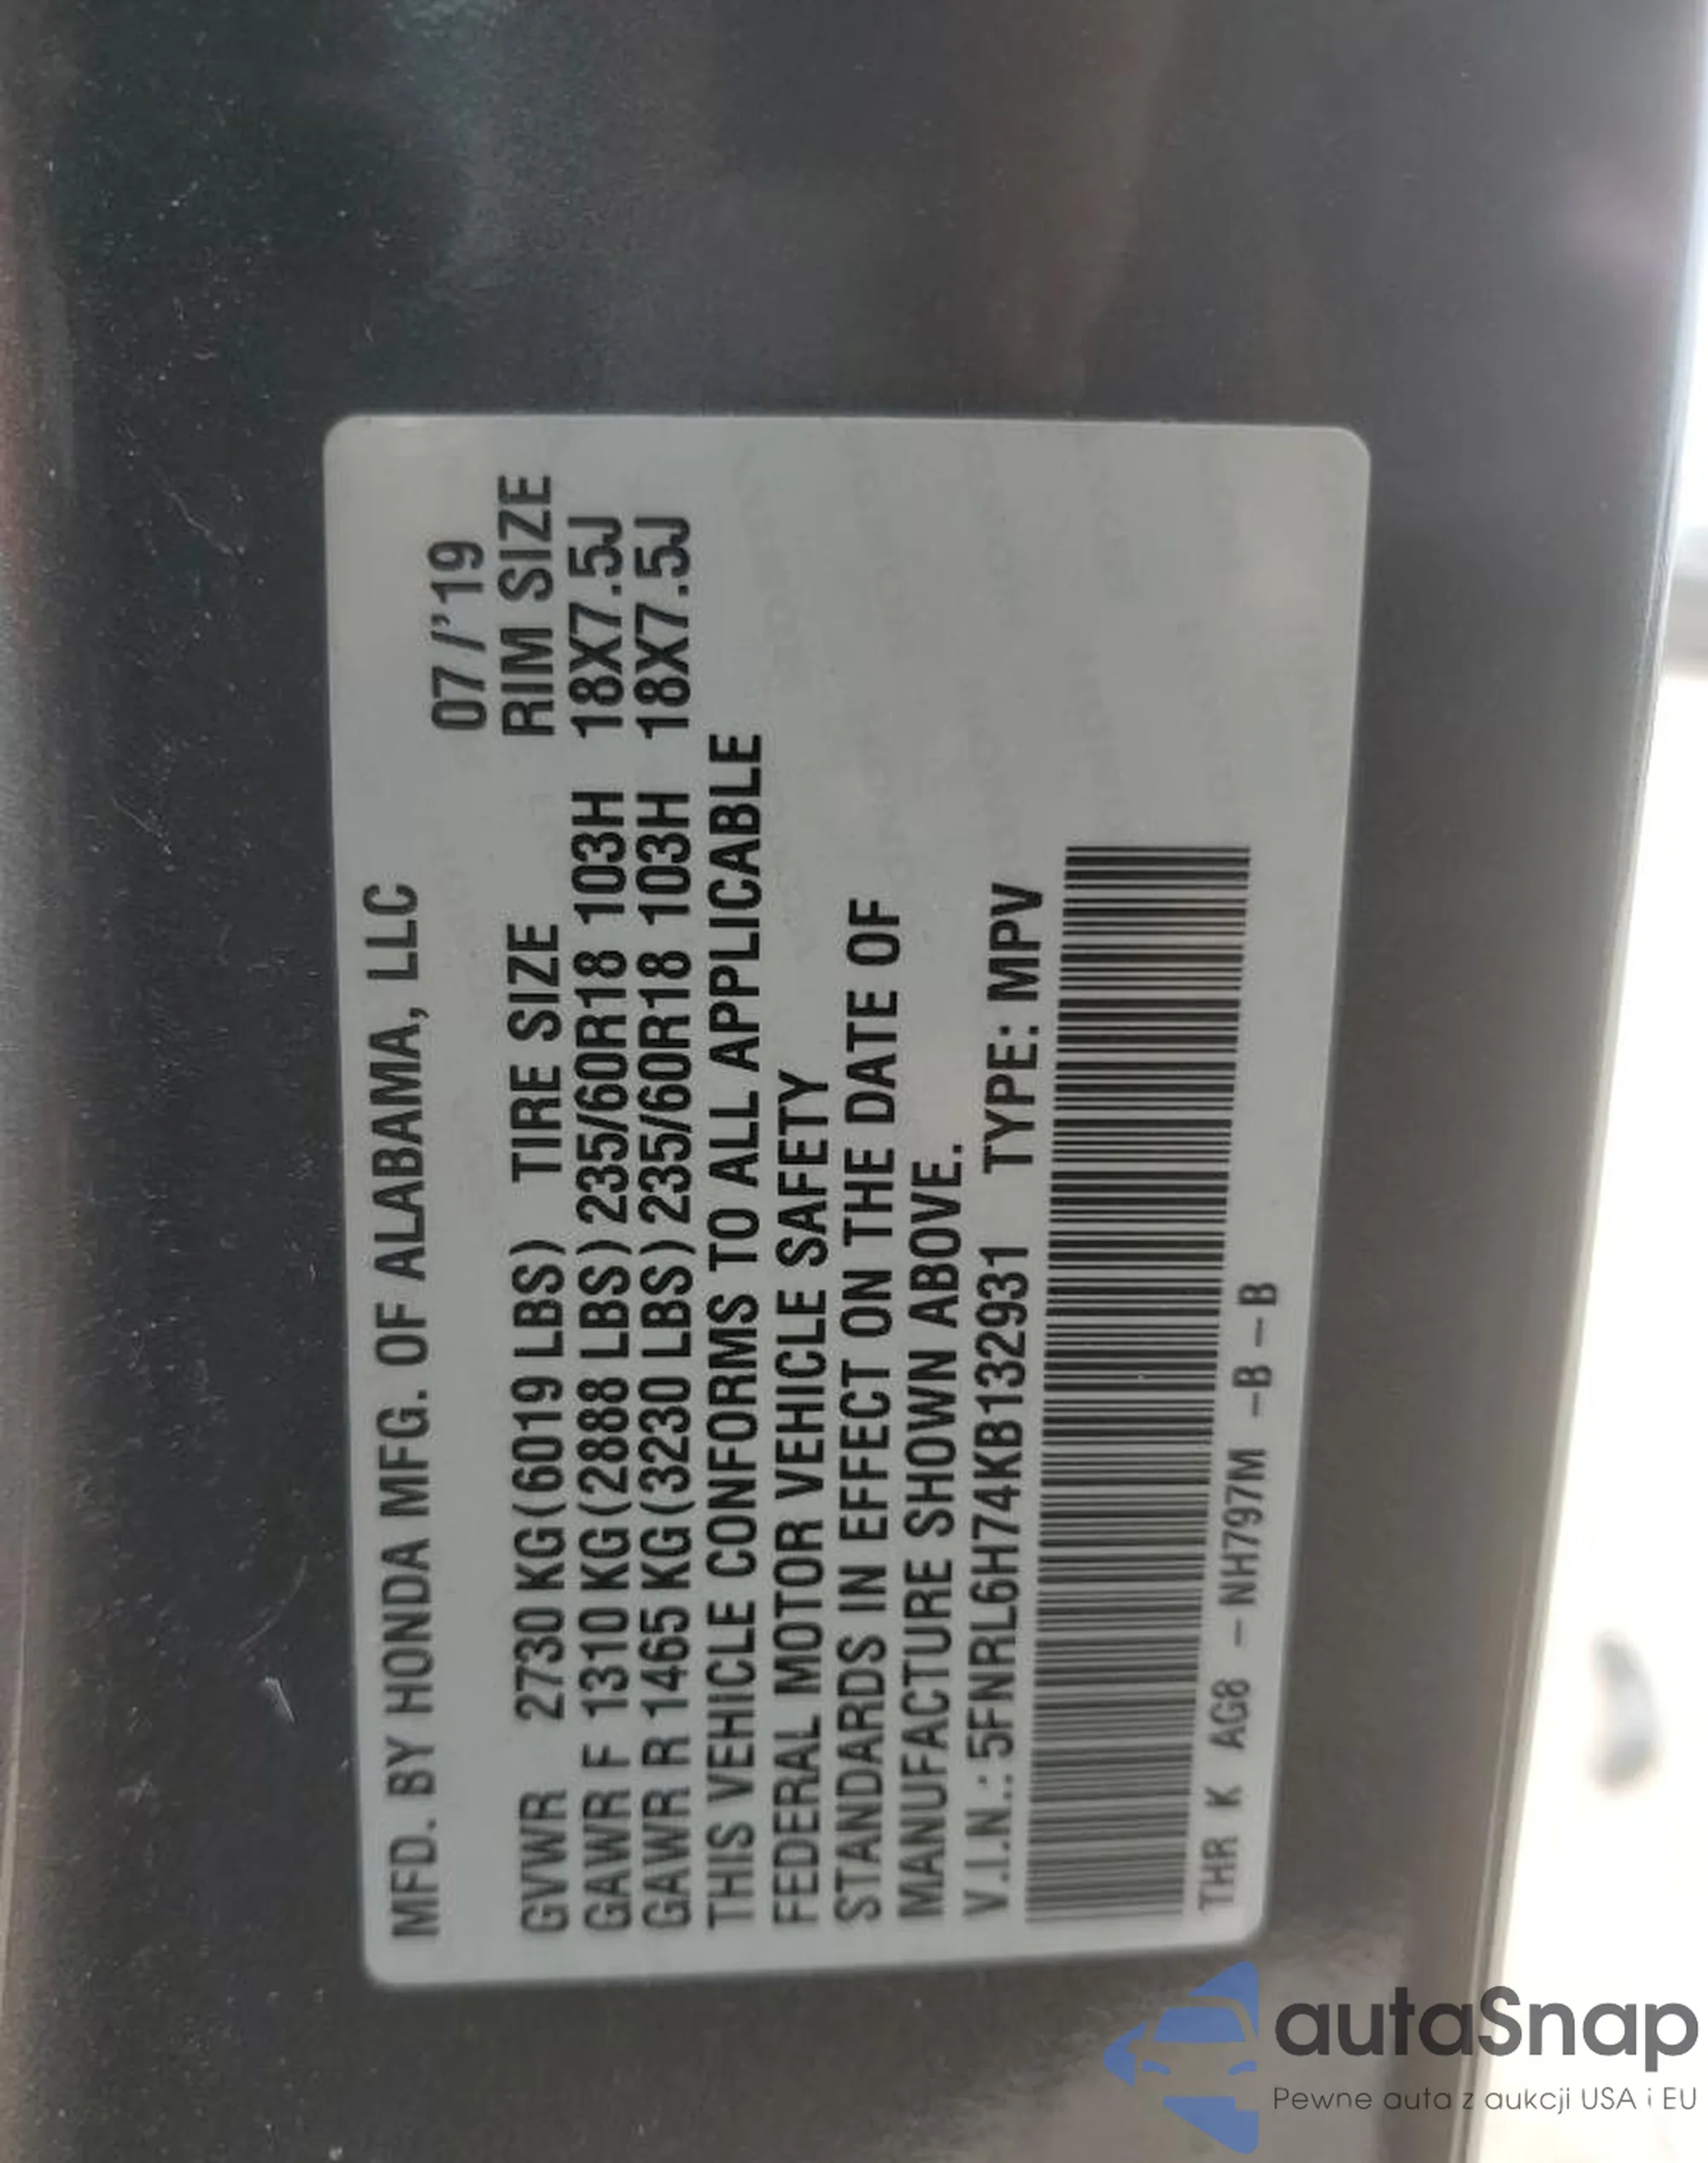 MFD. BY HONDA MFG. OF ALABAMA, LLC
07/'19
GVWR 2730 KG(6019 LBS) TIRE SIZE RIM SIZE
GAWR F 1310 KG(2888 LBS) 235/60R18 103H 18X7.5J
GAWR R 1465 KG(3230 LBS) 235/60R18 103H 18X7.5J
THIS VEHICLE CONFORMS TO ALL APPLICABLE
FEDERAL MOTOR VEHICLE SAFETY
STANDARDS IN EFFECT ON THE DATE OF
MANUFACTURE SHOWN ABOVE.
V.I.N.: 5FNRL6H74KB132931 TYPE: MPV
THR K AG8 – NH797M –B – B
autaSnap
Pewne auta z aukcji USA i EU